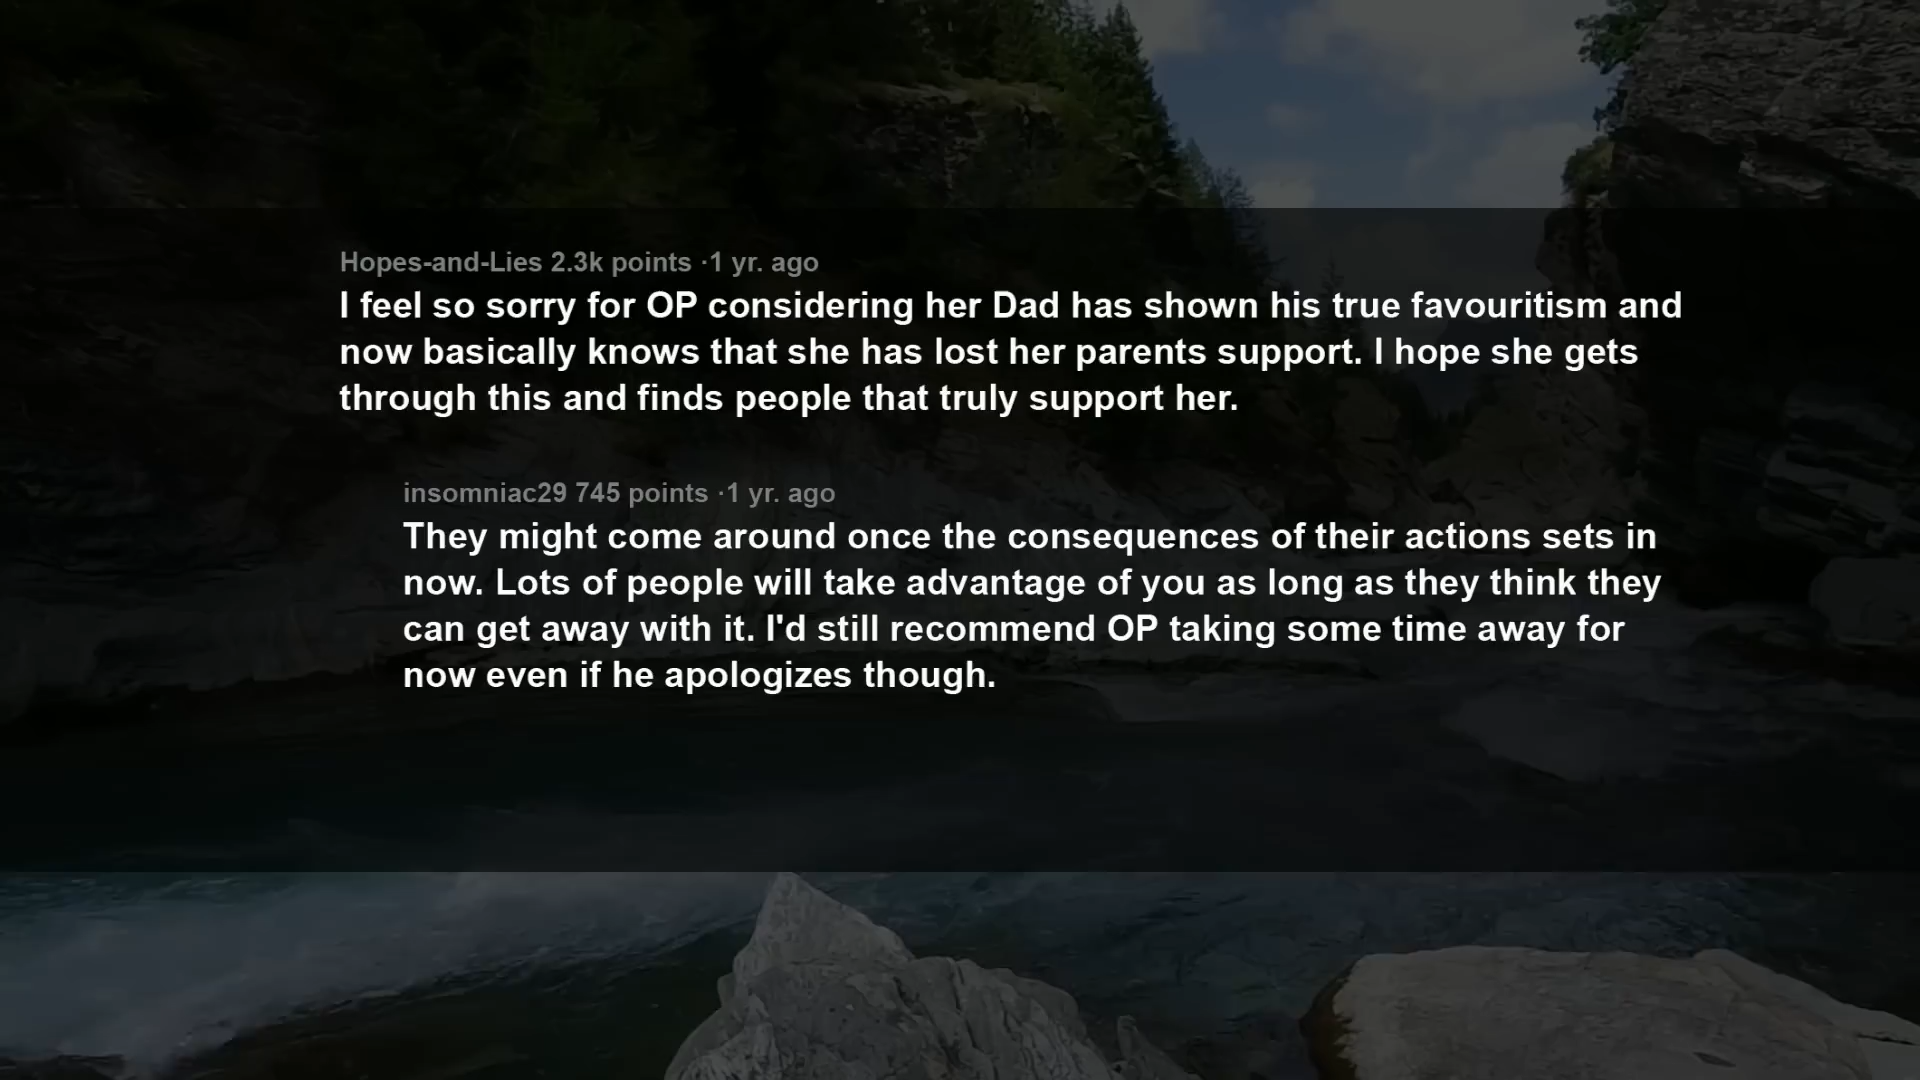 Hopes-and-Lies 2.3k points ·1 yr. ago
I feel so sorry for OP considering her Dad has shown his true favouritism and
now basically knows that she has lost her parents support. I hope she gets
through this and finds people that truly support her.
insomniac29 745 points ·1 yr. ago
They might come around once the consequences of their actions sets in
now. Lots of people will take advantage of you as long as they think they
can get away with it. I'd still recommend OP taking some time away for
now even if he apologizes though.